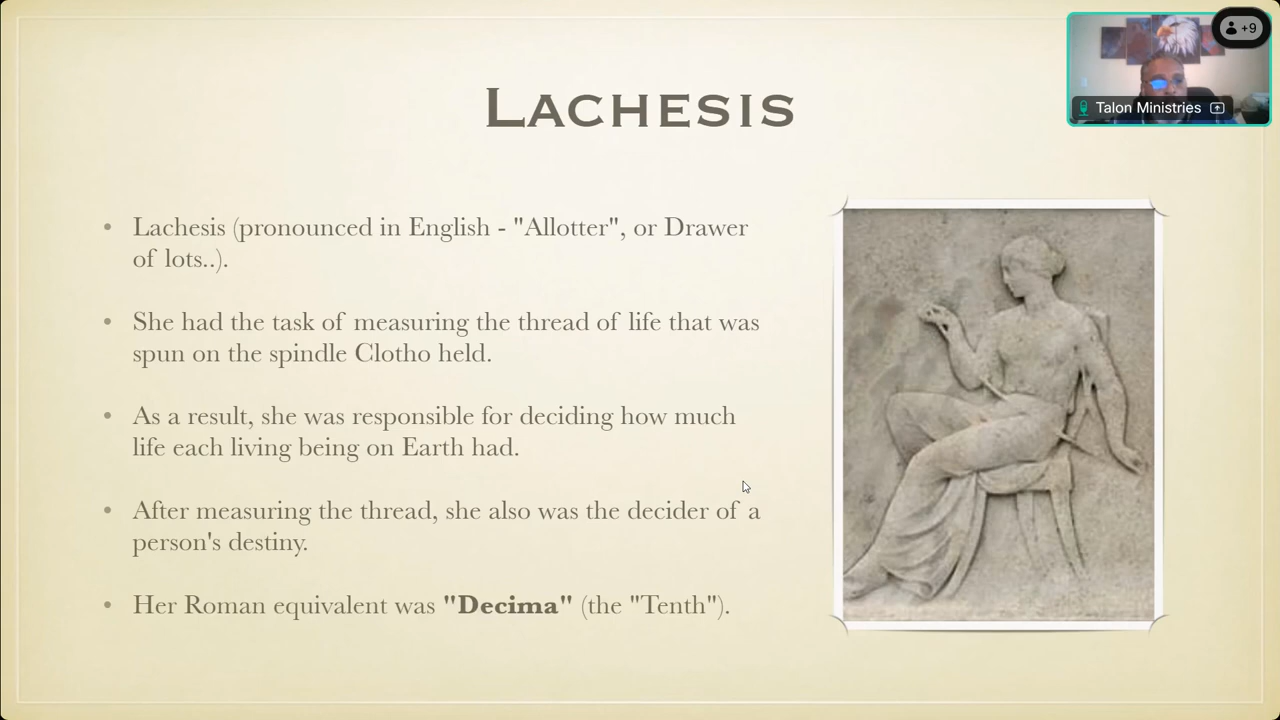 +9
Talon Ministries
LACHESIS
• Lachesis (pronounced in English - "Allotter", or Drawer
of lots..).
• She had the task of measuring the thread of life that was
spun on the spindle Clotho held.
• As a result, she was responsible for deciding how much
life each living being on Earth had.
• After measuring the thread, she also was the decider of a
person's destiny.
• Her Roman equivalent was "Decima" (the "Tenth").